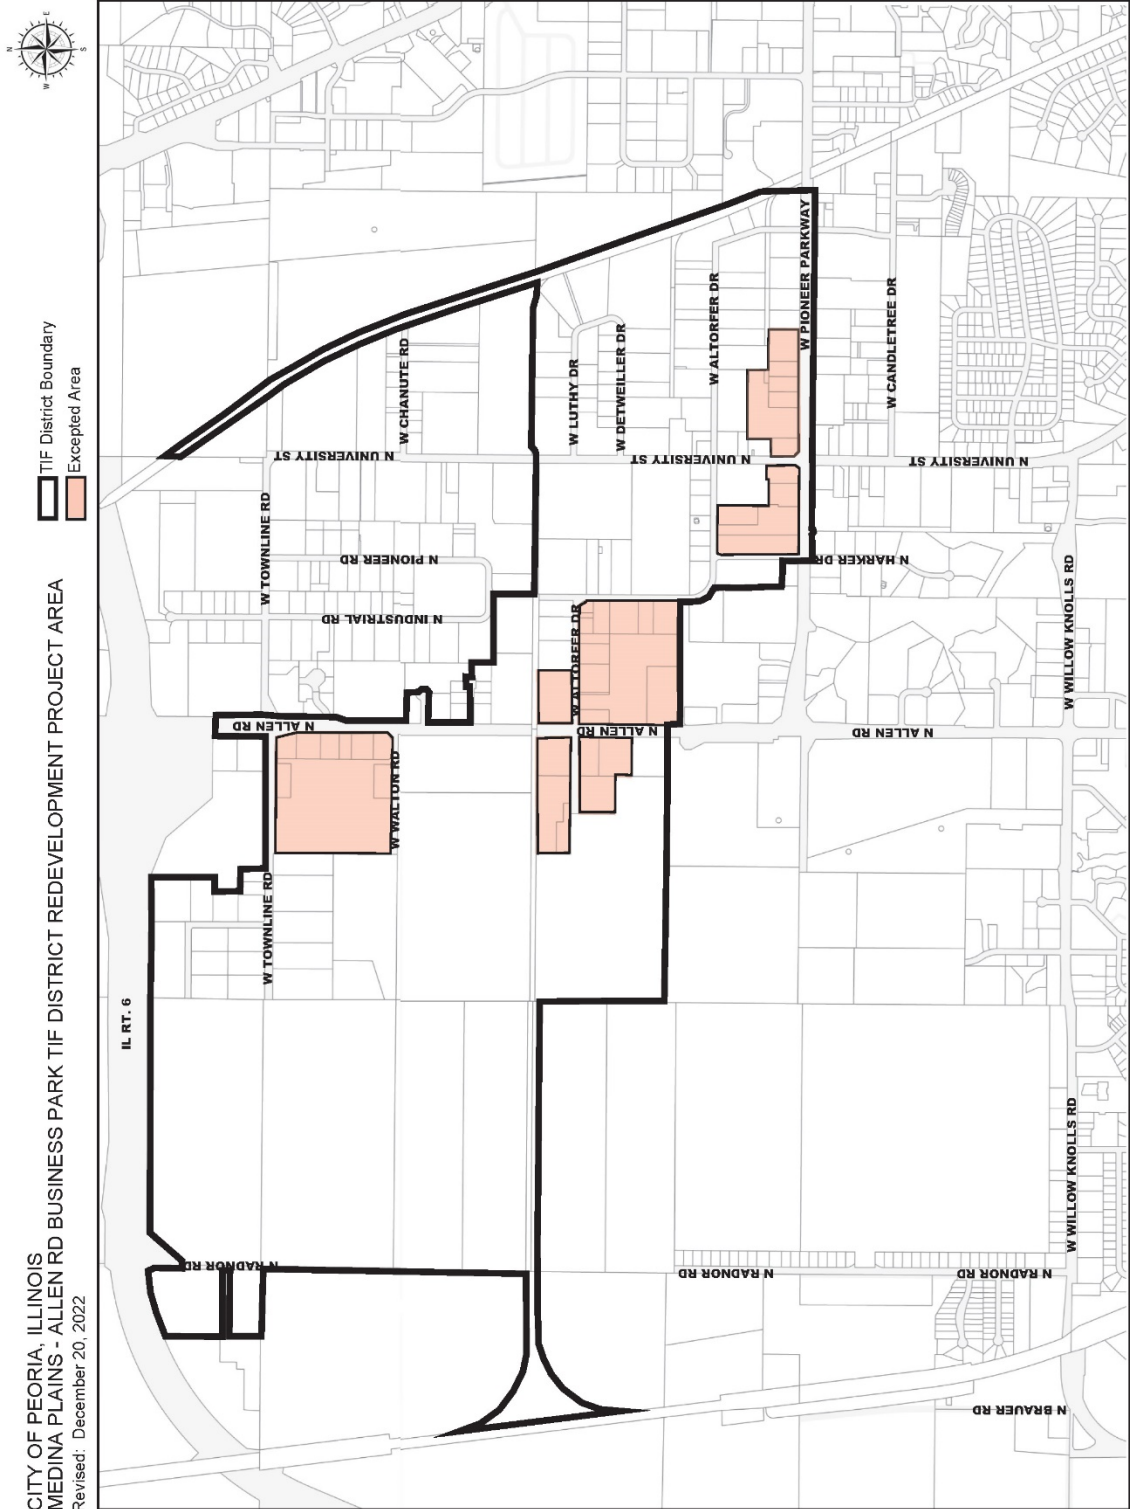 CITY OF PEORIA, ILLINOIS
MEDINA PLAINS - ALLEN RD BUSINESS PARK TIF DISTRICT REDEVELOPMENT PROJECT AREA
Revised: December 20, 2022
TIF District Boundary
Excepted Area
N
E
S
W
IL RT. 6
N RADNOR RD
W TOWNLINE RD
W TOWNLINE RD
N ALLEN RD
W WALTON RD
N INDUSTRIAL RD
N PIONEER RD
N UNIVERSITY ST
W CHANUTE RD
W ALTORFER DR
N ALLEN RD
W LUTHY DR
W DETWEILLER DR
N UNIVERSITY ST
W ALTORFER DR
W PIONEER PARKWAY
N HARKER DR
W CANDLETREE DR
N UNIVERSITY ST
N ALLEN RD
W WILLOW KNOLLS RD
N RADNOR RD
N RADNOR RD
W WILLOW KNOLLS RD
N BRAUER RD